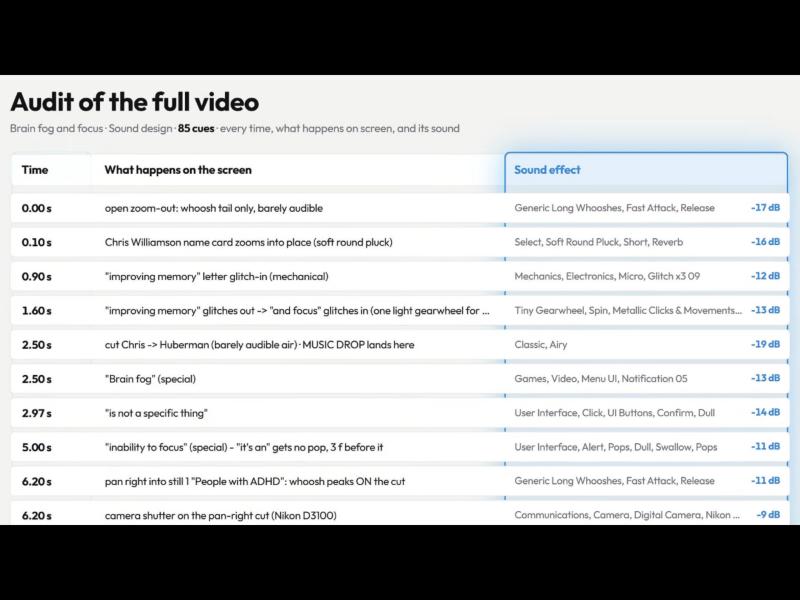 Audit of the full video
Brain fog and focus · Sound design · 85 cues · every time, what happens on screen, and its sound
Time What happens on the screen Sound effect
0.00 s open zoom-out: whoosh tail only, barely audible Generic Long Whooshes, Fast Attack, Release -17 dB
0.10 s Chris Williamson name card zooms into place (soft round pluck) Select, Soft Round Pluck, Short, Reverb -16 dB
0.90 s "improving memory" letter glitch-in (mechanical) Mechanics, Electronics, Micro, Glitch x3 09 -12 dB
1.60 s "improving memory" glitches out -> "and focus" glitches in (one light gearwheel for ... Tiny Gearwheel, Spin, Metallic Clicks & Movements... -13 dB
2.50 s cut Chris -> Huberman (barely audible air) · MUSIC DROP lands here Classic, Airy -19 dB
2.50 s "Brain fog" (special) Games, Video, Menu UI, Notification 05 -13 dB
2.97 s "is not a specific thing" User Interface, Click, UI Buttons, Confirm, Dull -14 dB
5.00 s "inability to focus" (special) - "it's an" gets no pop, 3 f before it User Interface, Alert, Pops, Dull, Swallow, Pops -11 dB
6.20 s pan right into still 1 "People with ADHD": whoosh peaks ON the cut Generic Long Whooshes, Fast Attack, Release -11 dB
6.20 s camera shutter on the pan-right cut (Nikon D3100) Communications, Camera, Digital Camera, Nikon ... -9 dB